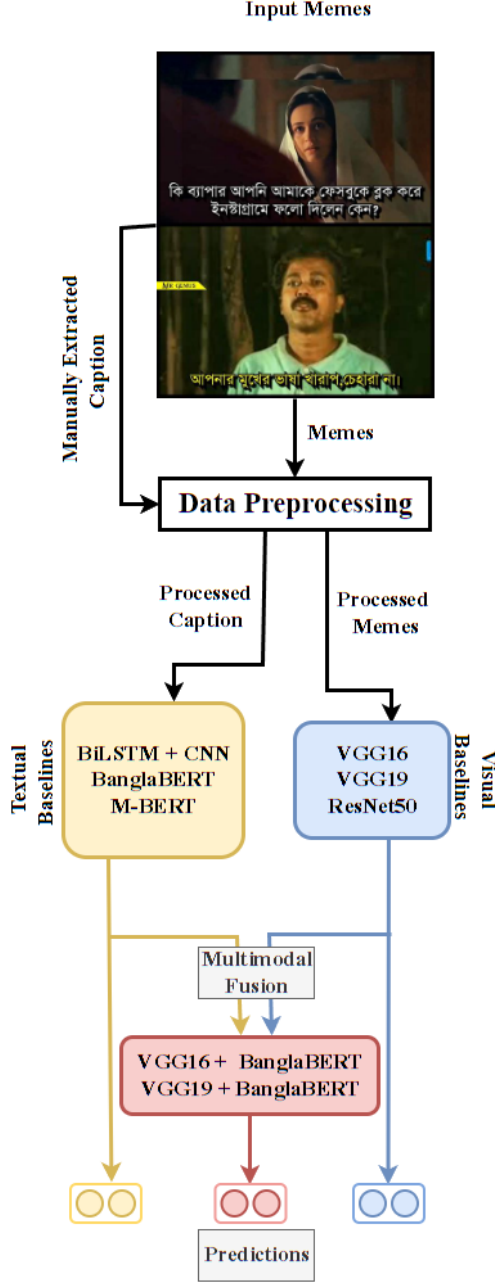 Input Memes
কি ব্যাপার আপনি আমাকে ফেসবুকে ব্লক করে
ইনস্টাগ্রামে ফলো দিলেন কেন?
MR GENIUS
আপনার মুখের ভাষা খারাপ,চেহারা না।
Manually Extracted
Caption
Memes
Data Preprocessing
Processed
Caption
Processed
Memes
Textual
Baselines
BiLSTM + CNN
BanglaBERT
M-BERT
VGG16
VGG19
ResNet50
Visual
Baselines
Multimodal
Fusion
VGG16 + BanglaBERT
VGG19 + BanglaBERT
Predictions